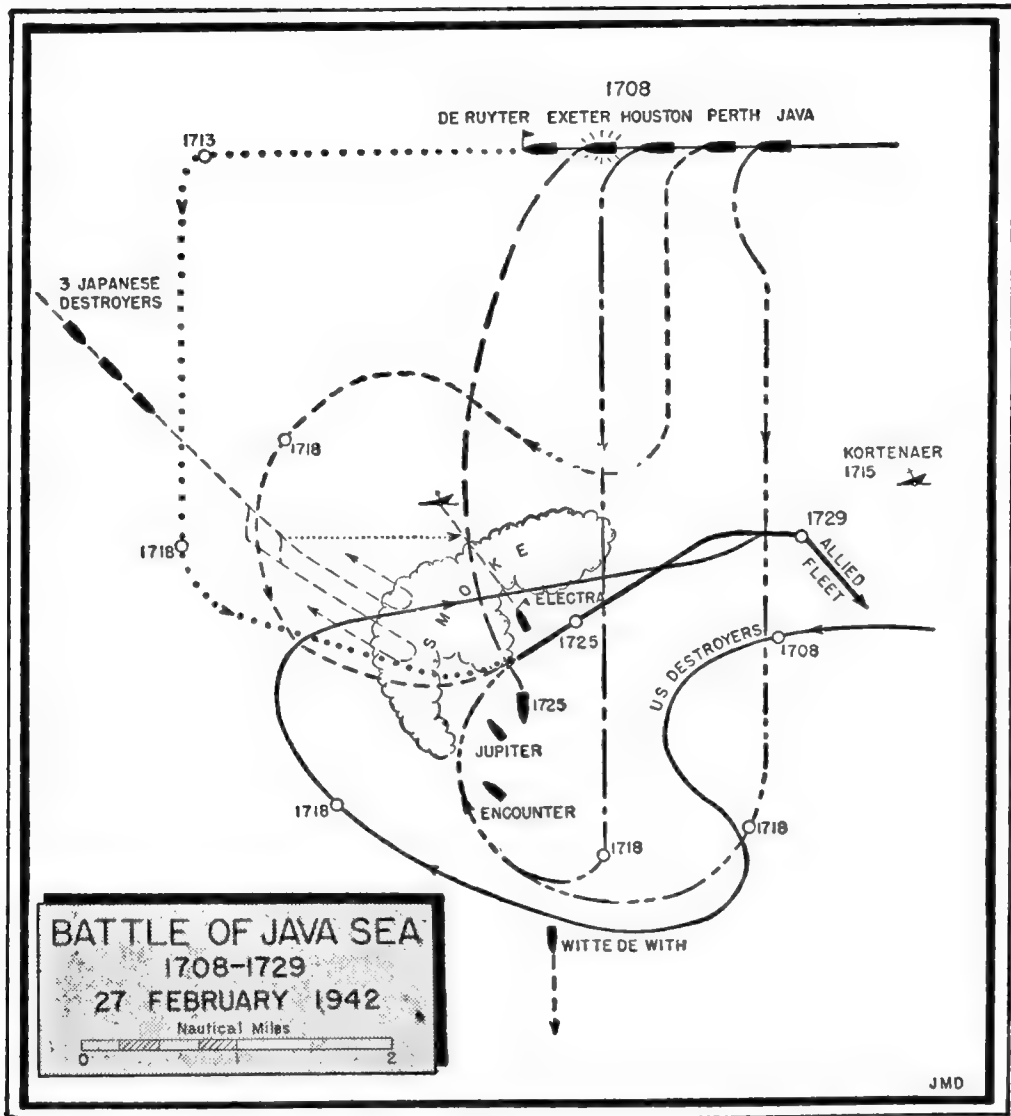 1708
DE RUYTER EXETER HOUSTON PERTH JAVA
1713
3 JAPANESE
DESTROYERS
1718
KORTENAER
1715
1718
1729
ALLIED
FLEET
SMOKE
ELECTRA
1725
US DESTROYERS
1708
1725
JUPITER
ENCOUNTER
1718
1718
1718
WITTE DE WITH
BATTLE OF JAVA SEA
1708-1729
27 FEBRUARY 1942
Nautical Miles
0 1 2
JMD